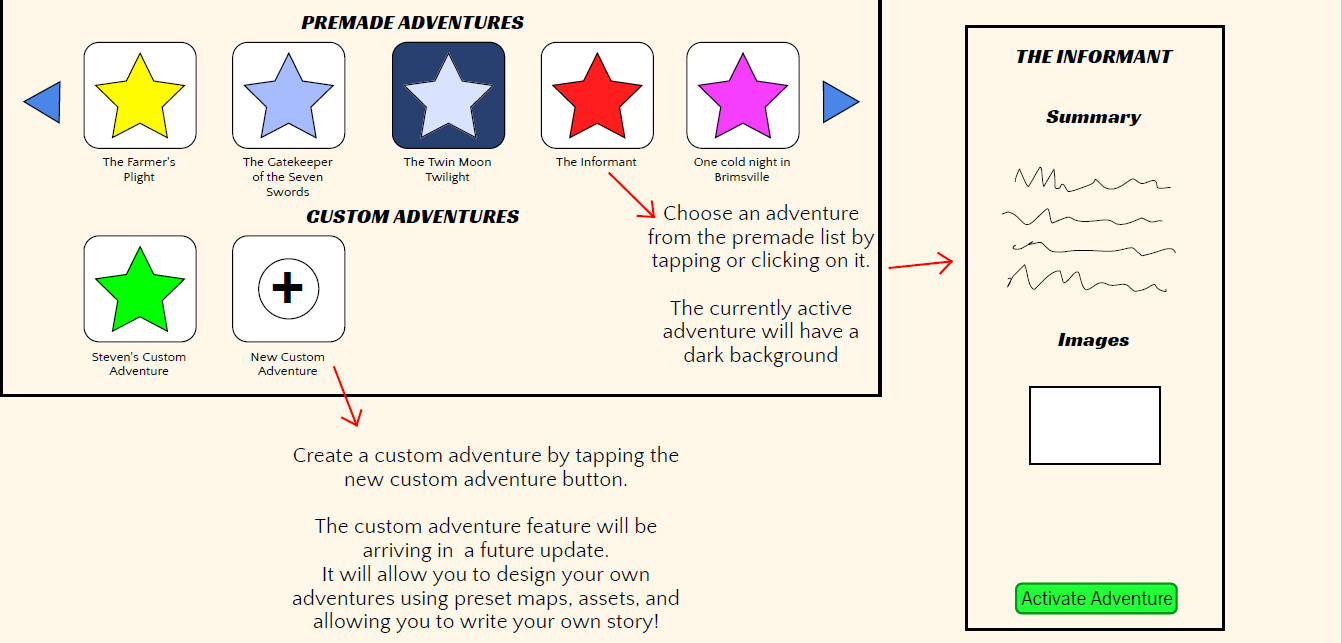 PREMADE ADVENTURES
The Farmer's
Plight
The Gatekeeper
of the Seven
Swords
The Twin Moon
Twilight
The Informant
One cold night in
Brimsville
CUSTOM ADVENTURES
Steven's Custom
Adventure
New Custom
Adventure
Choose an adventure
from the premade list by
tapping or clicking on it.
The currently active
adventure will have a
dark background
Create a custom adventure by tapping the
new custom adventure button.
The custom adventure feature will be
arriving in a future update.
It will allow you to design your own
adventures using preset maps, assets, and
allowing you to write your own story!
THE INFORMANT
Summary
Images
Activate Adventure